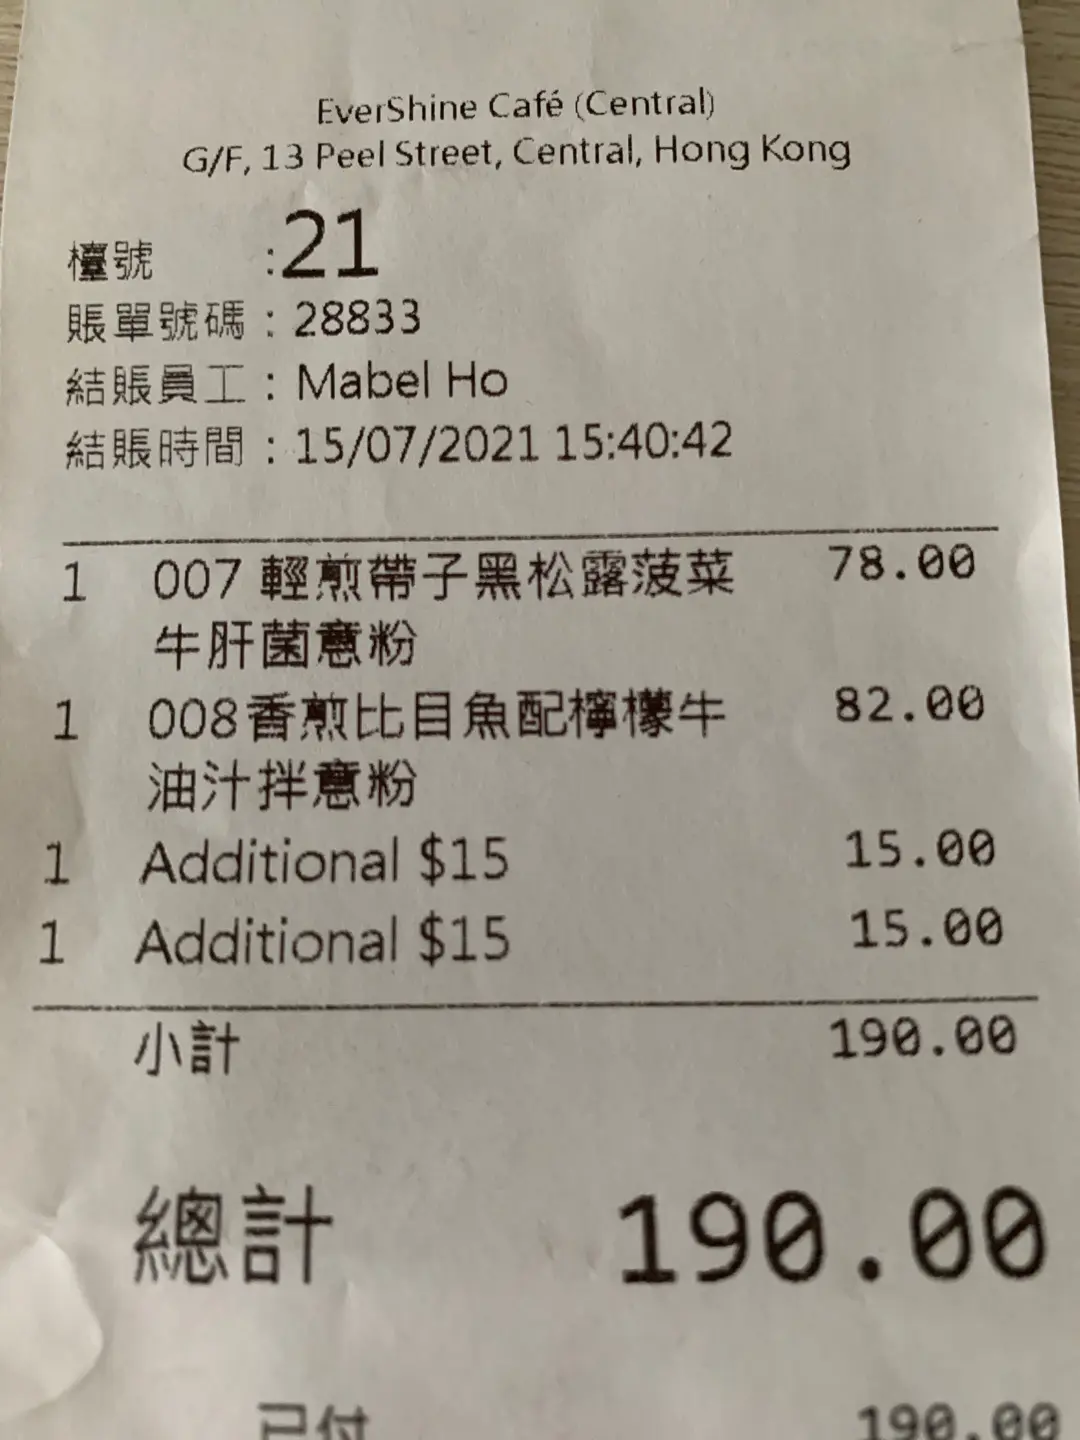 EverShine Café (Central)
G/F, 13 Peel Street, Central, Hong Kong
檯號 :21
賬單號碼 : 28833
結賬員工 : Mabel Ho
結賬時間 : 15/07/2021 15:40:42
1 007 輕煎帶子黑松露菠菜 78.00
牛肝菌意粉
1 008香煎比目魚配檸檬牛 82.00
油汁拌意粉
1 Additional $15 15.00
1 Additional $15 15.00
小計 190.00
總計 190.00
已付 190.00